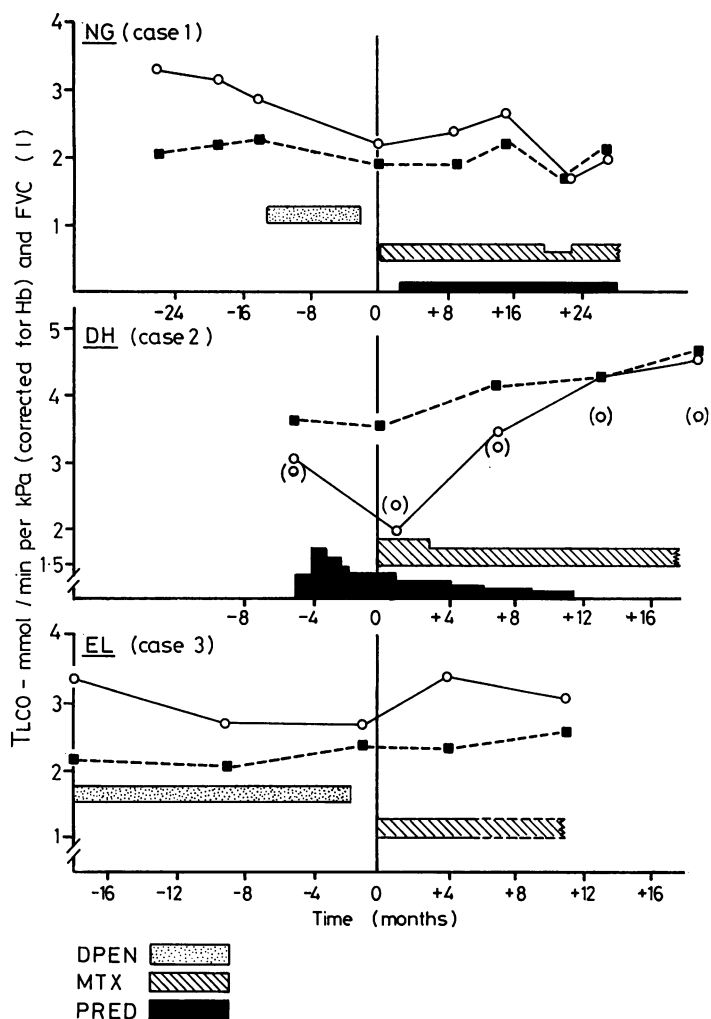 TLCO - mmol / min per kPa (corrected for Hb) and FVC (l)
NG (case 1)
4
3
2
1
-24 -16 -8 0 +8 +16 +24
DH (case 2)
5
4
3
2
1·5
-8 -4 0 +4 +8 +12 +16
EL (case 3)
4
3
2
1
-16 -12 -8 -4 0 +4 +8 +12 +16
Time (months)
DPEN
MTX
PRED